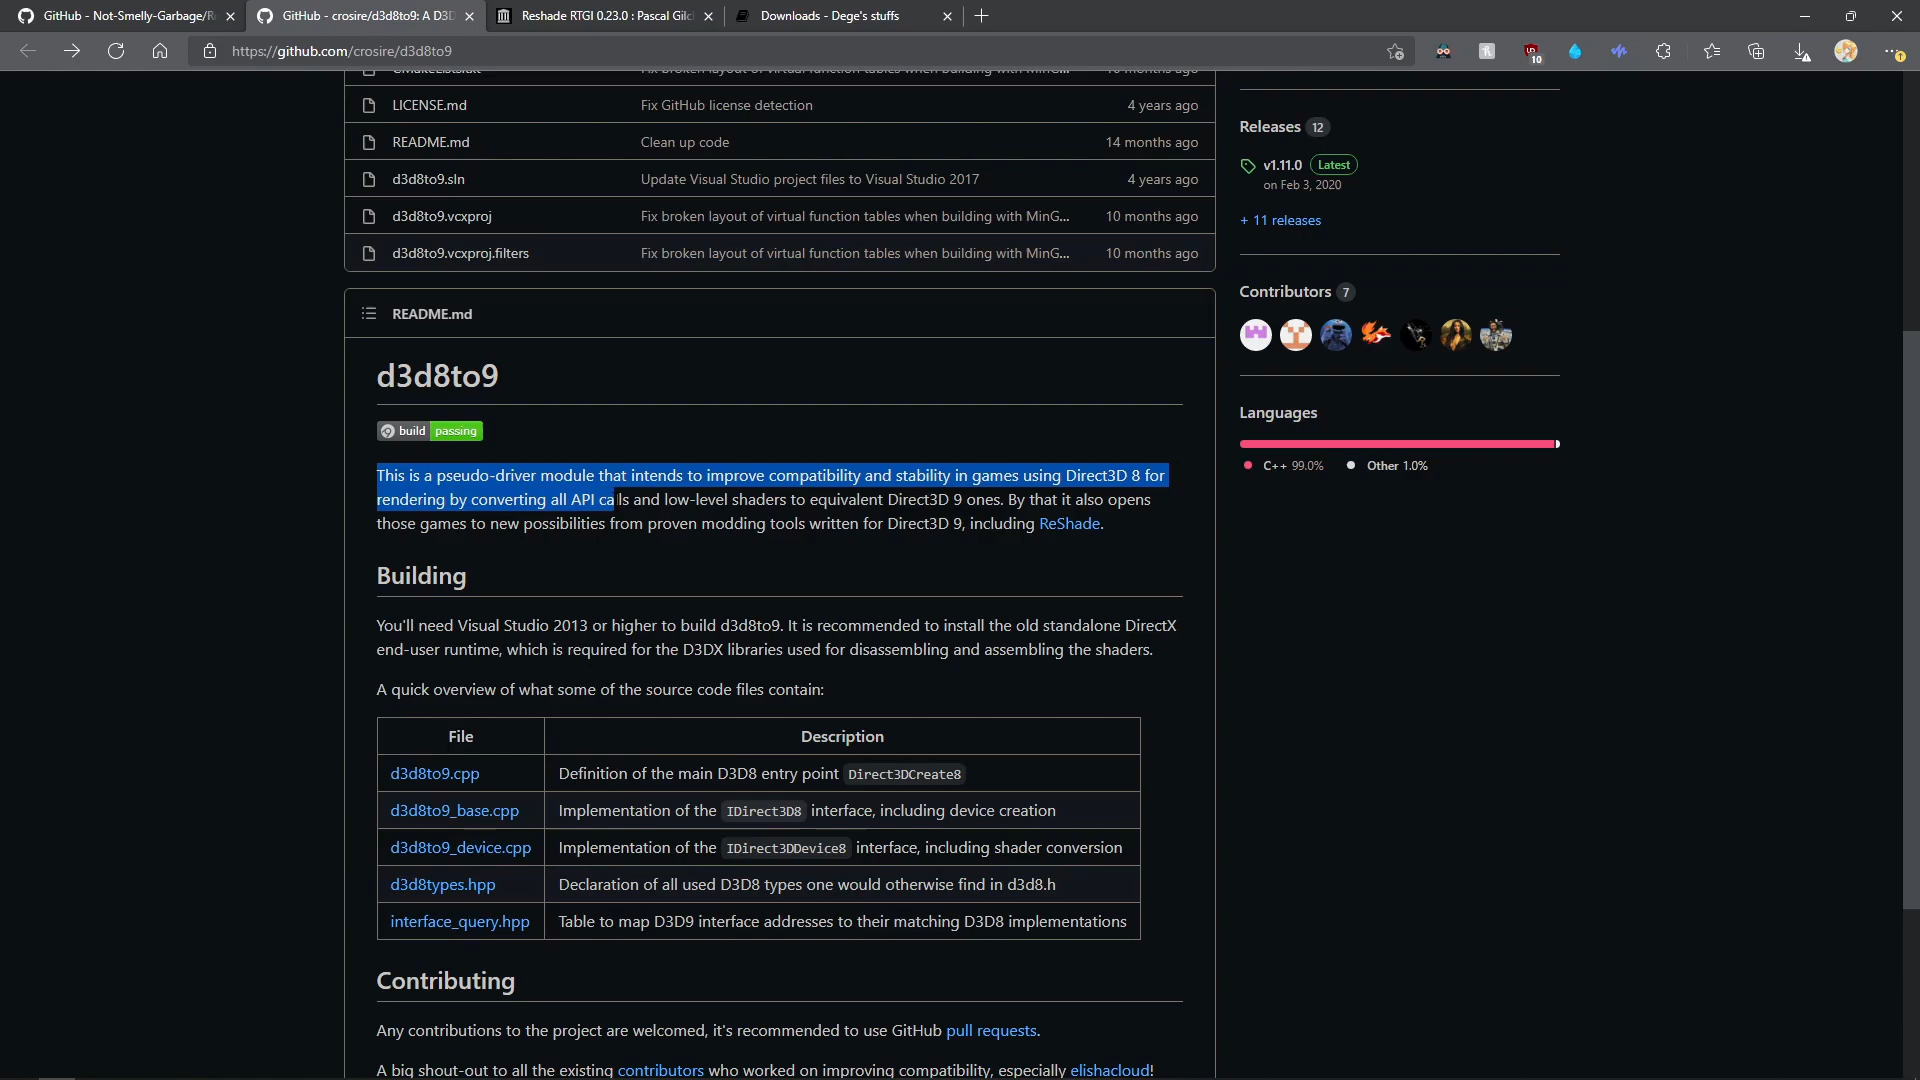 GitHub - Not-Smelly-Garbage/R
GitHub - crosire/d3d8to9: A D3D
Reshade RTGI 0.23.0 : Pascal Gilc
Downloads - Dege's stuffs
https://github.com/crosire/d3d8to9
10
LICENSE.md Fix GitHub license detection 4 years ago
README.md Clean up code 14 months ago
d3d8to9.sln Update Visual Studio project files to Visual Studio 2017 4 years ago
d3d8to9.vcxproj Fix broken layout of virtual function tables when building with MinG... 10 months ago
d3d8to9.vcxproj.filters Fix broken layout of virtual function tables when building with MinG... 10 months ago
README.md
d3d8to9
build passing
This is a pseudo-driver module that intends to improve compatibility and stability in games using Direct3D 8 for
rendering by converting all API calls and low-level shaders to equivalent Direct3D 9 ones. By that it also opens
those games to new possibilities from proven modding tools written for Direct3D 9, including ReShade.
Building
You'll need Visual Studio 2013 or higher to build d3d8to9. It is recommended to install the old standalone DirectX
end-user runtime, which is required for the D3DX libraries used for disassembling and assembling the shaders.
A quick overview of what some of the source code files contain:
File Description
d3d8to9.cpp Definition of the main D3D8 entry point Direct3DCreate8
d3d8to9_base.cpp Implementation of the IDirect3D8 interface, including device creation
d3d8to9_device.cpp Implementation of the IDirect3DDevice8 interface, including shader conversion
d3d8types.hpp Declaration of all used D3D8 types one would otherwise find in d3d8.h
interface_query.hpp Table to map D3D9 interface addresses to their matching D3D8 implementations
Contributing
Any contributions to the project are welcomed, it's recommended to use GitHub pull requests.
A big shout-out to all the existing contributors who worked on improving compatibility, especially elishacloud!
Releases 12
v1.11.0 Latest
on Feb 3, 2020
+ 11 releases
Contributors 7
Languages
C++ 99.0% Other 1.0%